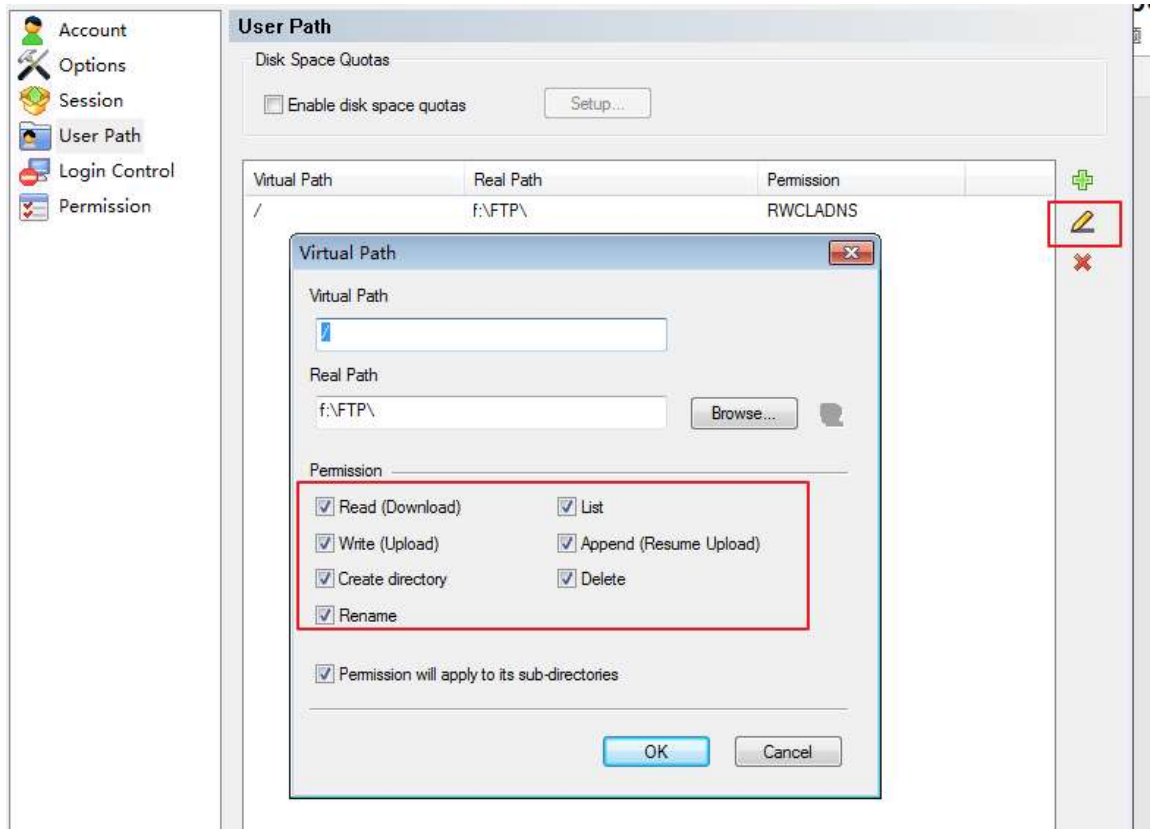 Account
Options
Session
User Path
Login Control
Permission
User Path
Disk Space Quotas
Enable disk space quotas
Setup...
Virtual Path Real Path Permission
/ f:\FTP\ RWCLADNS
Virtual Path
Virtual Path
/
Real Path
f:\FTP\
Browse...
Permission
Read (Download) List
Write (Upload) Append (Resume Upload)
Create directory Delete
Rename
Permission will apply to its sub-directories
OK Cancel